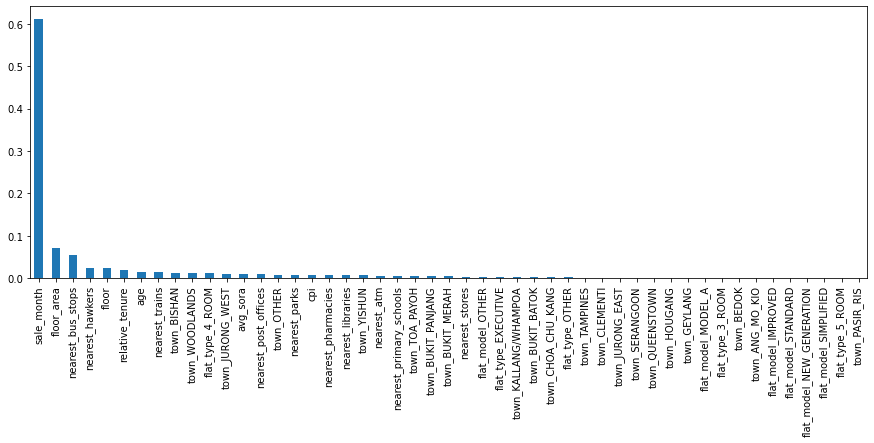 0.6
0.5
0.4
0.3
0.2
0.1
0.0
sale_month
floor_area
nearest_bus_stops
nearest_hawkers
floor
relative_tenure
age
nearest_trains
town_BISHAN
town_WOODLANDS
flat_type_4_ROOM
town_JURONG_WEST
avg_sora
nearest_post_offices
town_OTHER
nearest_parks
cpi
nearest_pharmacies
nearest_libraries
town_YISHUN
nearest_atm
nearest_primary_schools
town_TOA_PAYOH
town_BUKIT_PANJANG
town_BUKIT_MERAH
nearest_stores
flat_model_OTHER
flat_type_EXECUTIVE
town_KALLANG/WHAMPOA
town_BUKIT_BATOK
town_CHOA_CHU_KANG
flat_type_OTHER
town_TAMPINES
town_CLEMENTI
town_JURONG_EAST
town_SERANGOON
town_QUEENSTOWN
town_HOUGANG
town_GEYLANG
flat_model_MODEL_A
flat_type_3_ROOM
town_BEDOK
town_ANG_MO_KIO
flat_model_IMPROVED
flat_model_STANDARD
flat_model_NEW_GENERATION
flat_model_SIMPLIFIED
flat_type_5_ROOM
town_PASIR_RIS